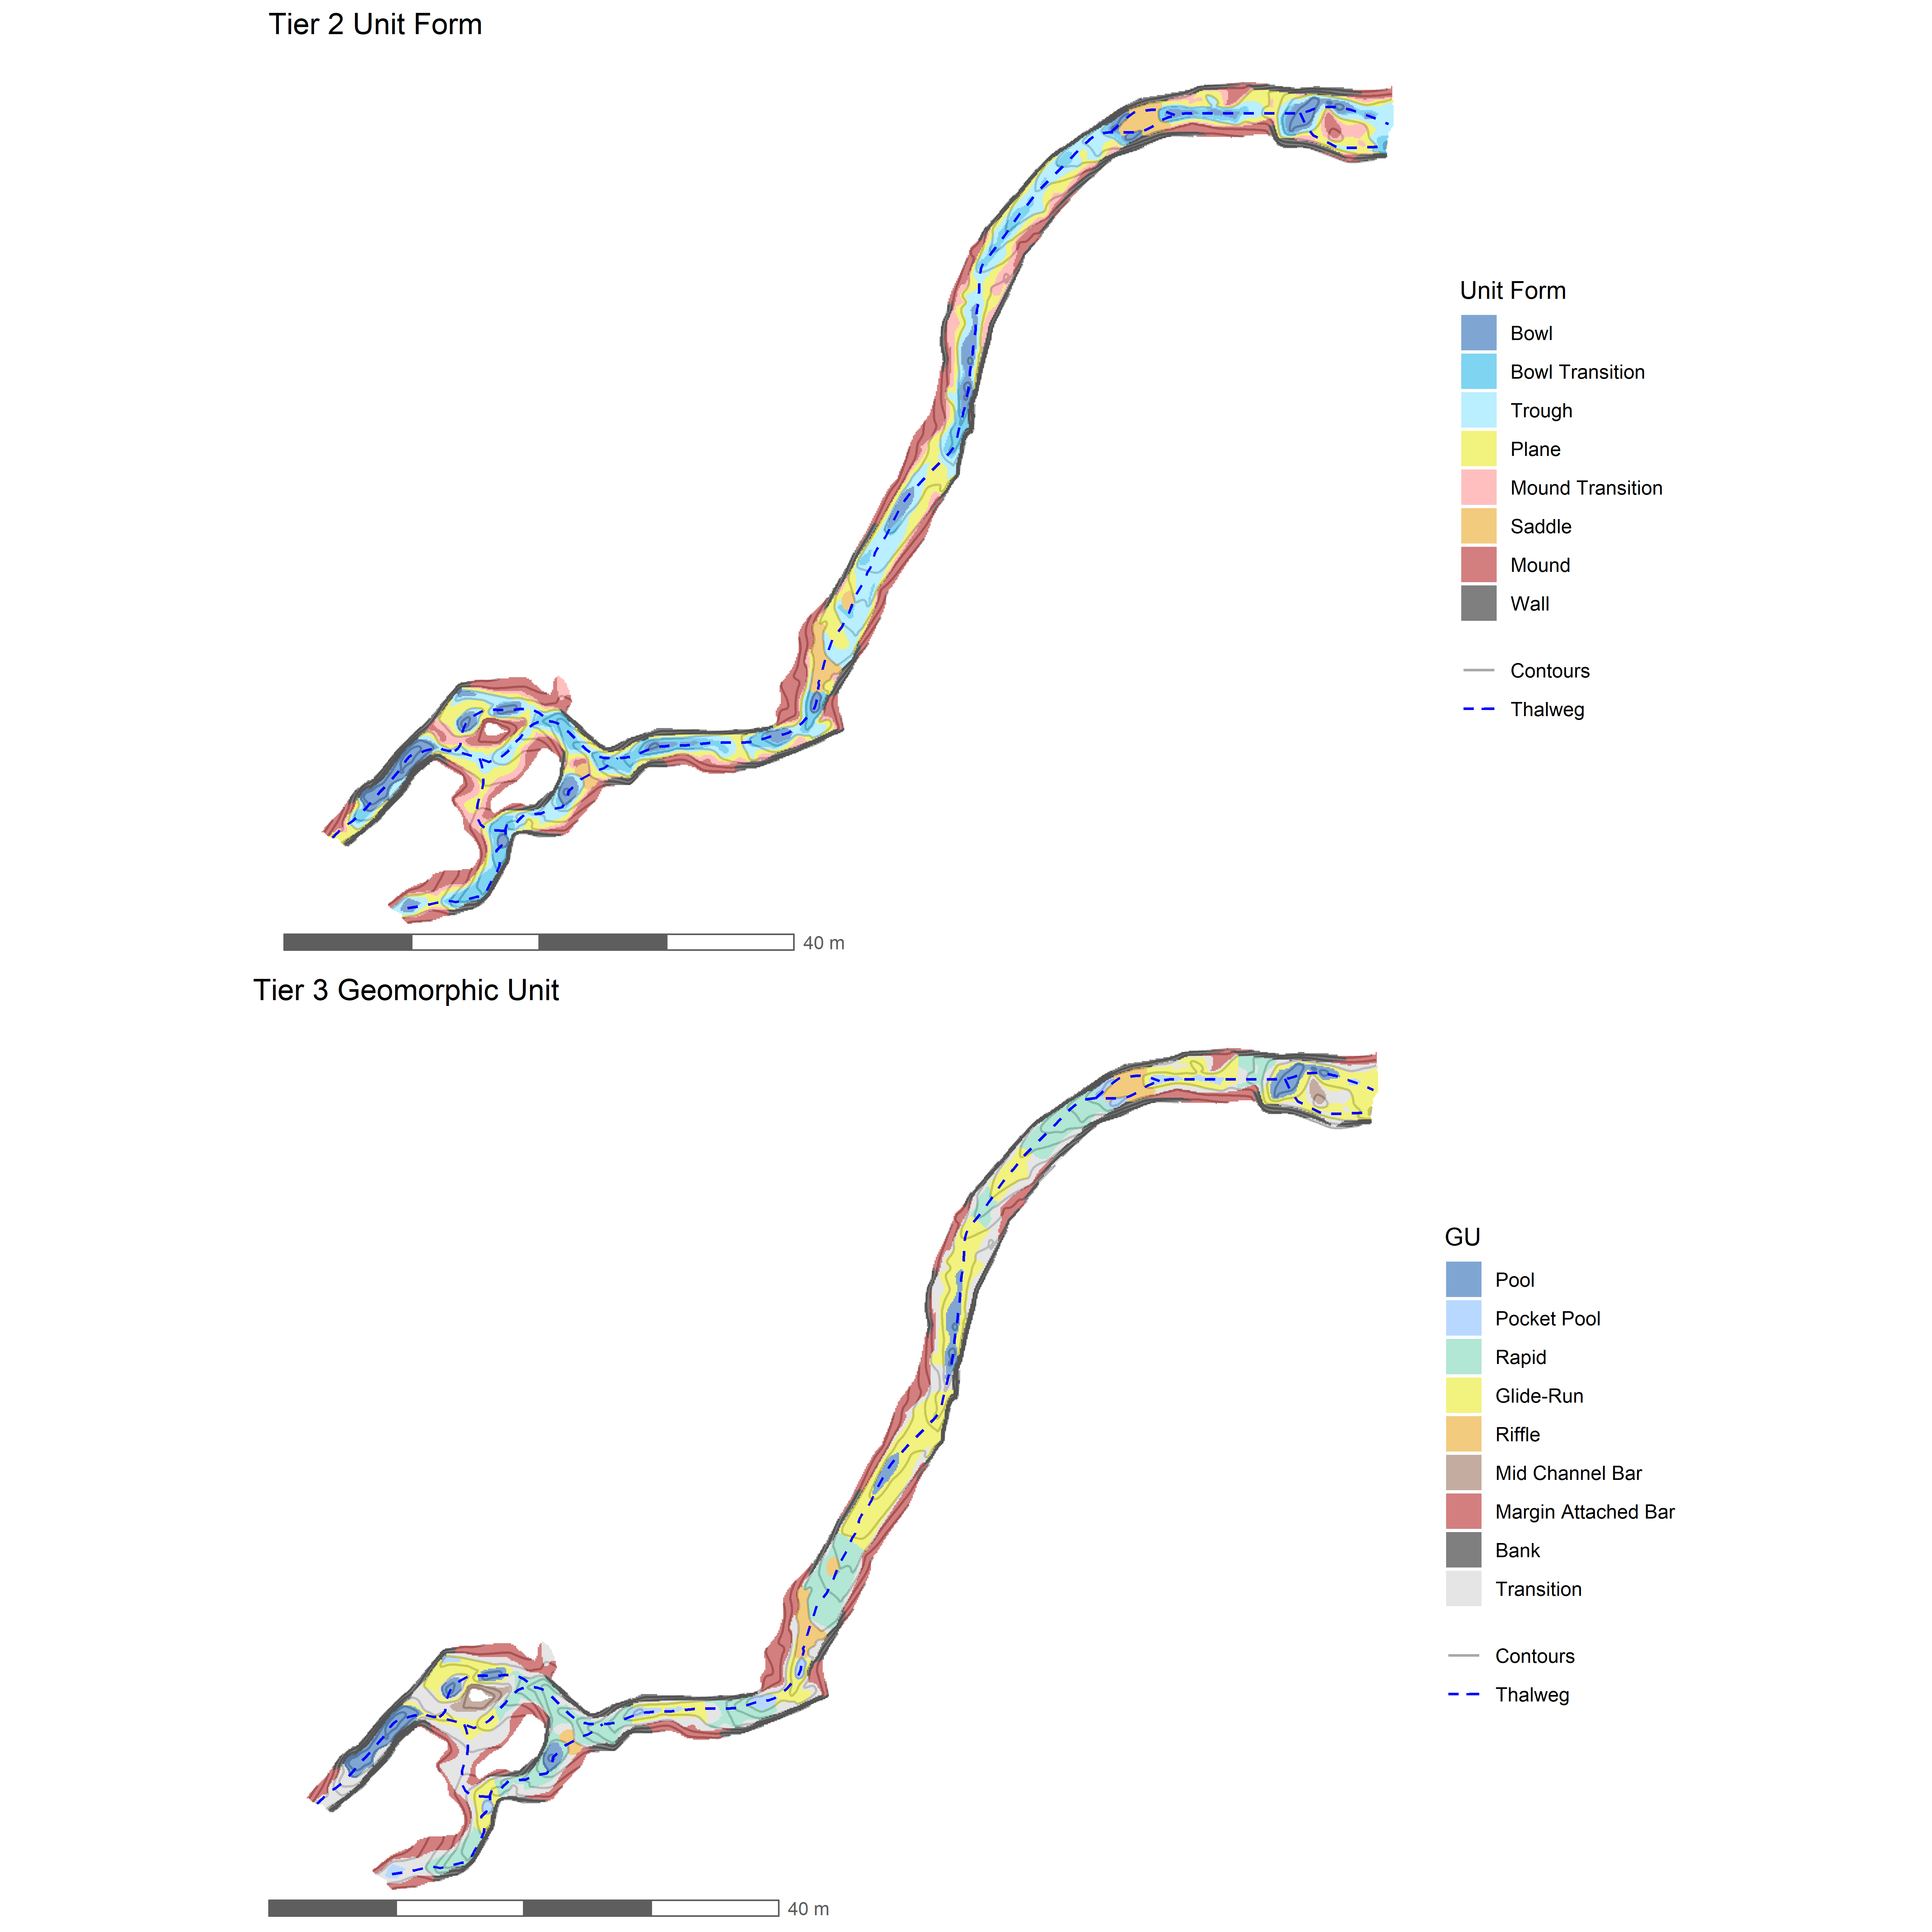 Tier 2 Unit Form
Unit Form
Bowl
Bowl Transition
Trough
Plane
Mound Transition
Saddle
Mound
Wall
Contours
Thalweg
40 m
Tier 3 Geomorphic Unit
GU
Pool
Pocket Pool
Rapid
Glide-Run
Riffle
Mid Channel Bar
Margin Attached Bar
Bank
Transition
Contours
Thalweg
40 m